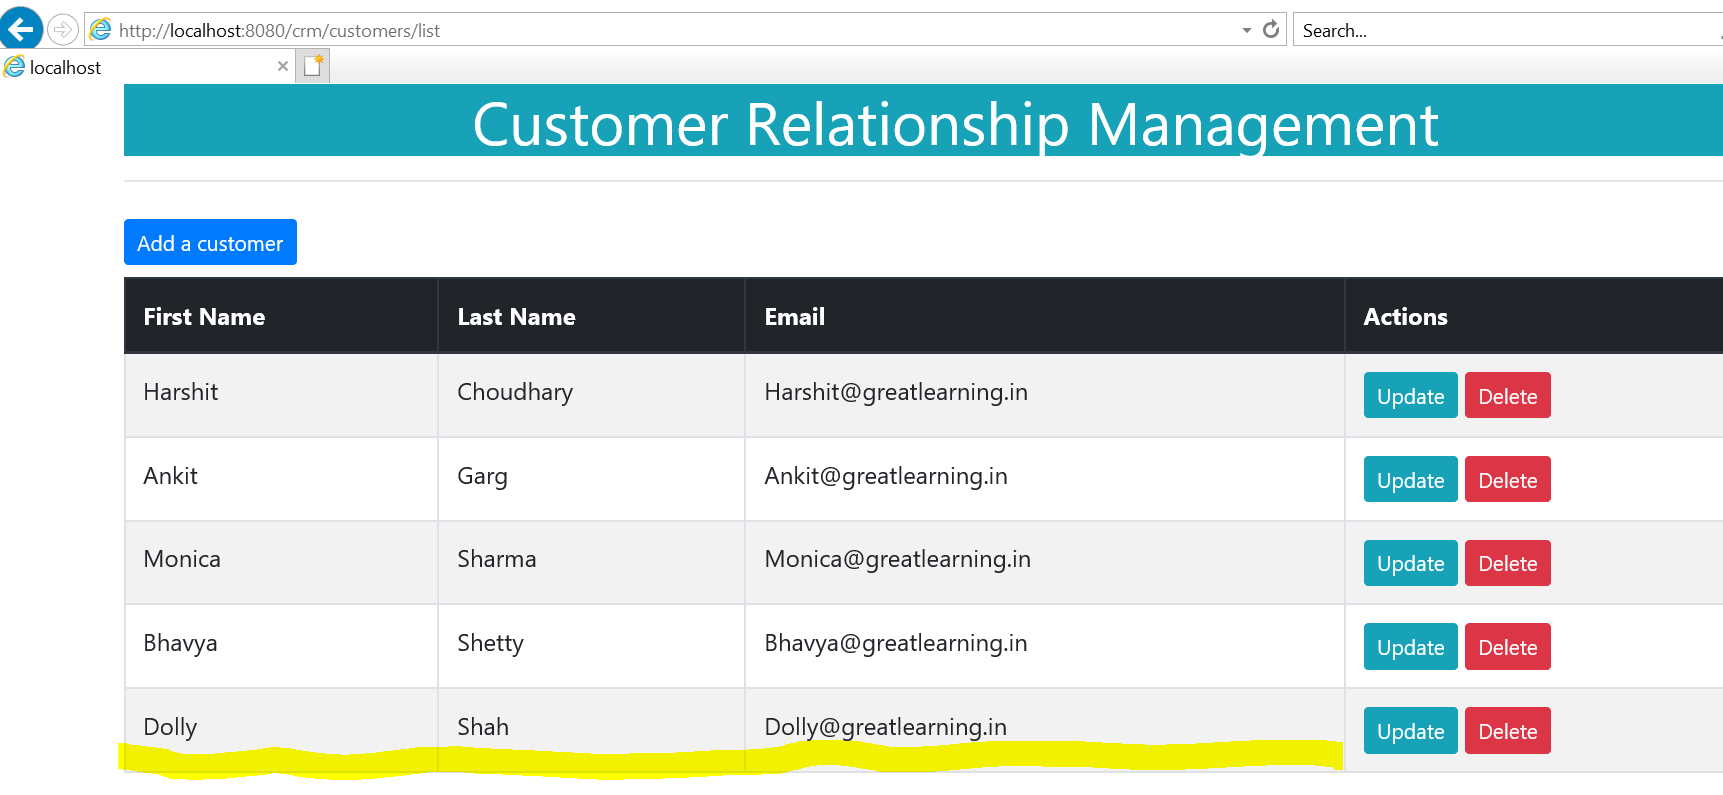 http://localhost:8080/crm/customers/list Search...
localhost
Customer Relationship Management
Add a customer
First Name Last Name Email Actions
Harshit Choudhary Harshit@greatlearning.in Update Delete
Ankit Garg Ankit@greatlearning.in Update Delete
Monica Sharma Monica@greatlearning.in Update Delete
Bhavya Shetty Bhavya@greatlearning.in Update Delete
Dolly Shah Dolly@greatlearning.in Update Delete